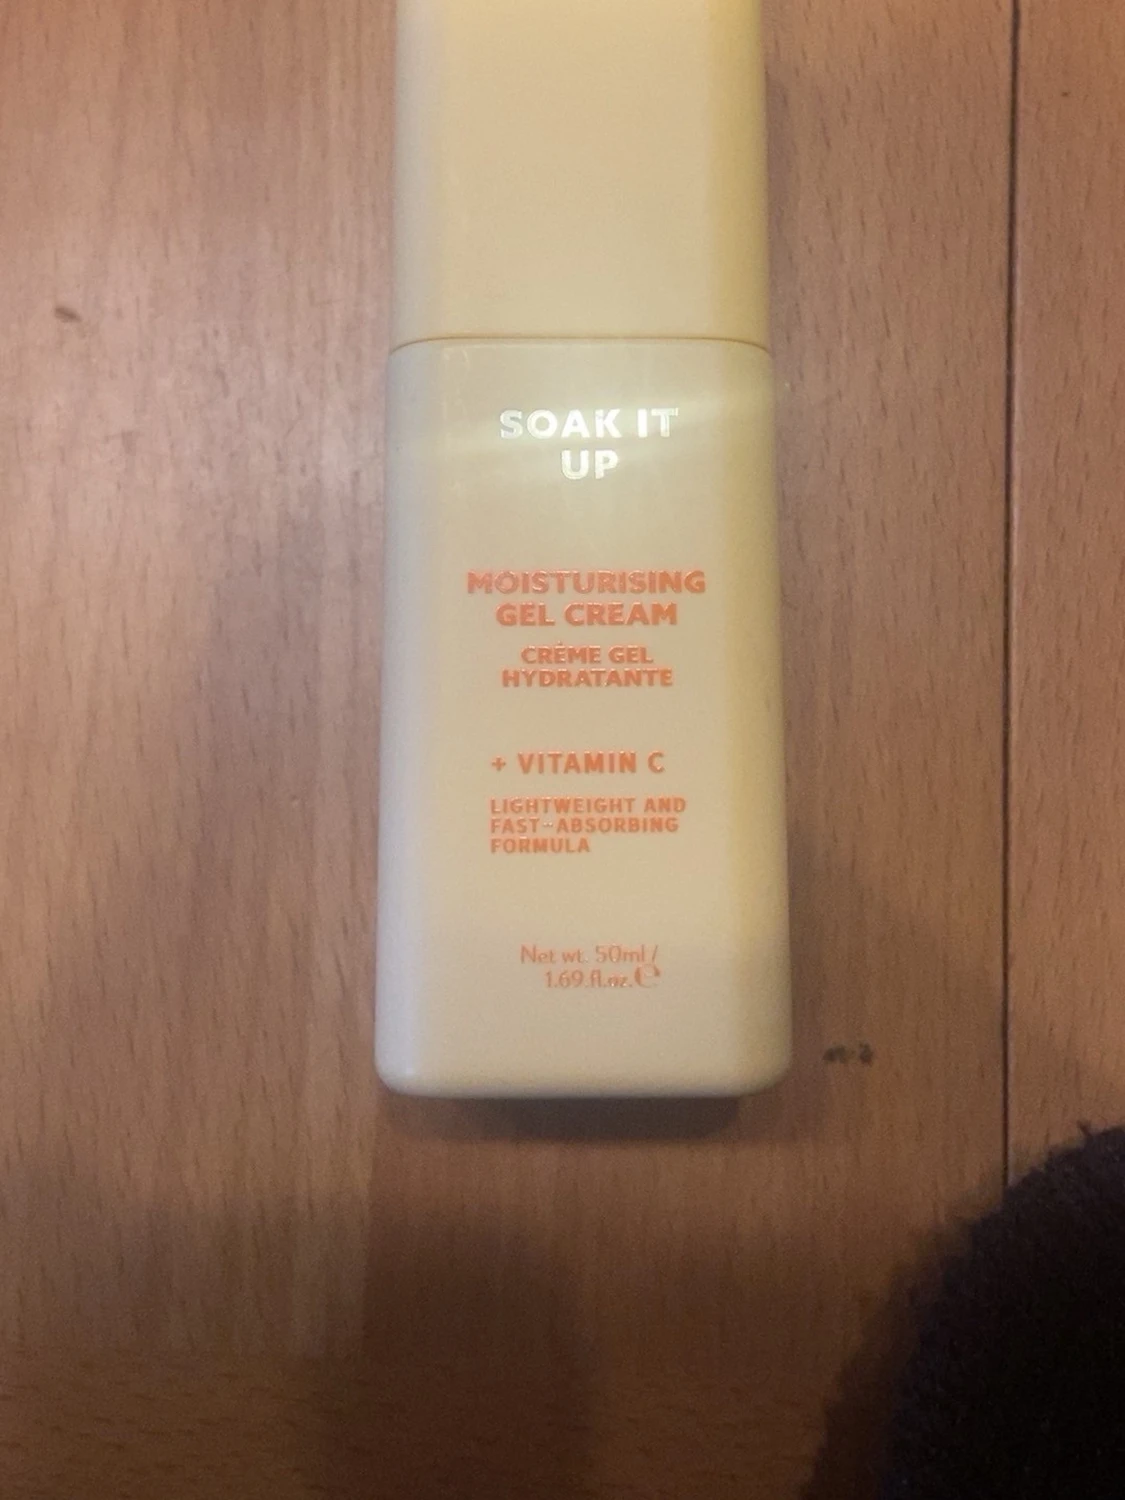 SOAK IT
UP
MOISTURISING
GEL CREAM
CRÈME GEL
HYDRATANTE
+ VITAMIN C
LIGHTWEIGHT AND
FAST-ABSORBING
FORMULA
Net wt. 50ml /
1.69.fl.oz.℮